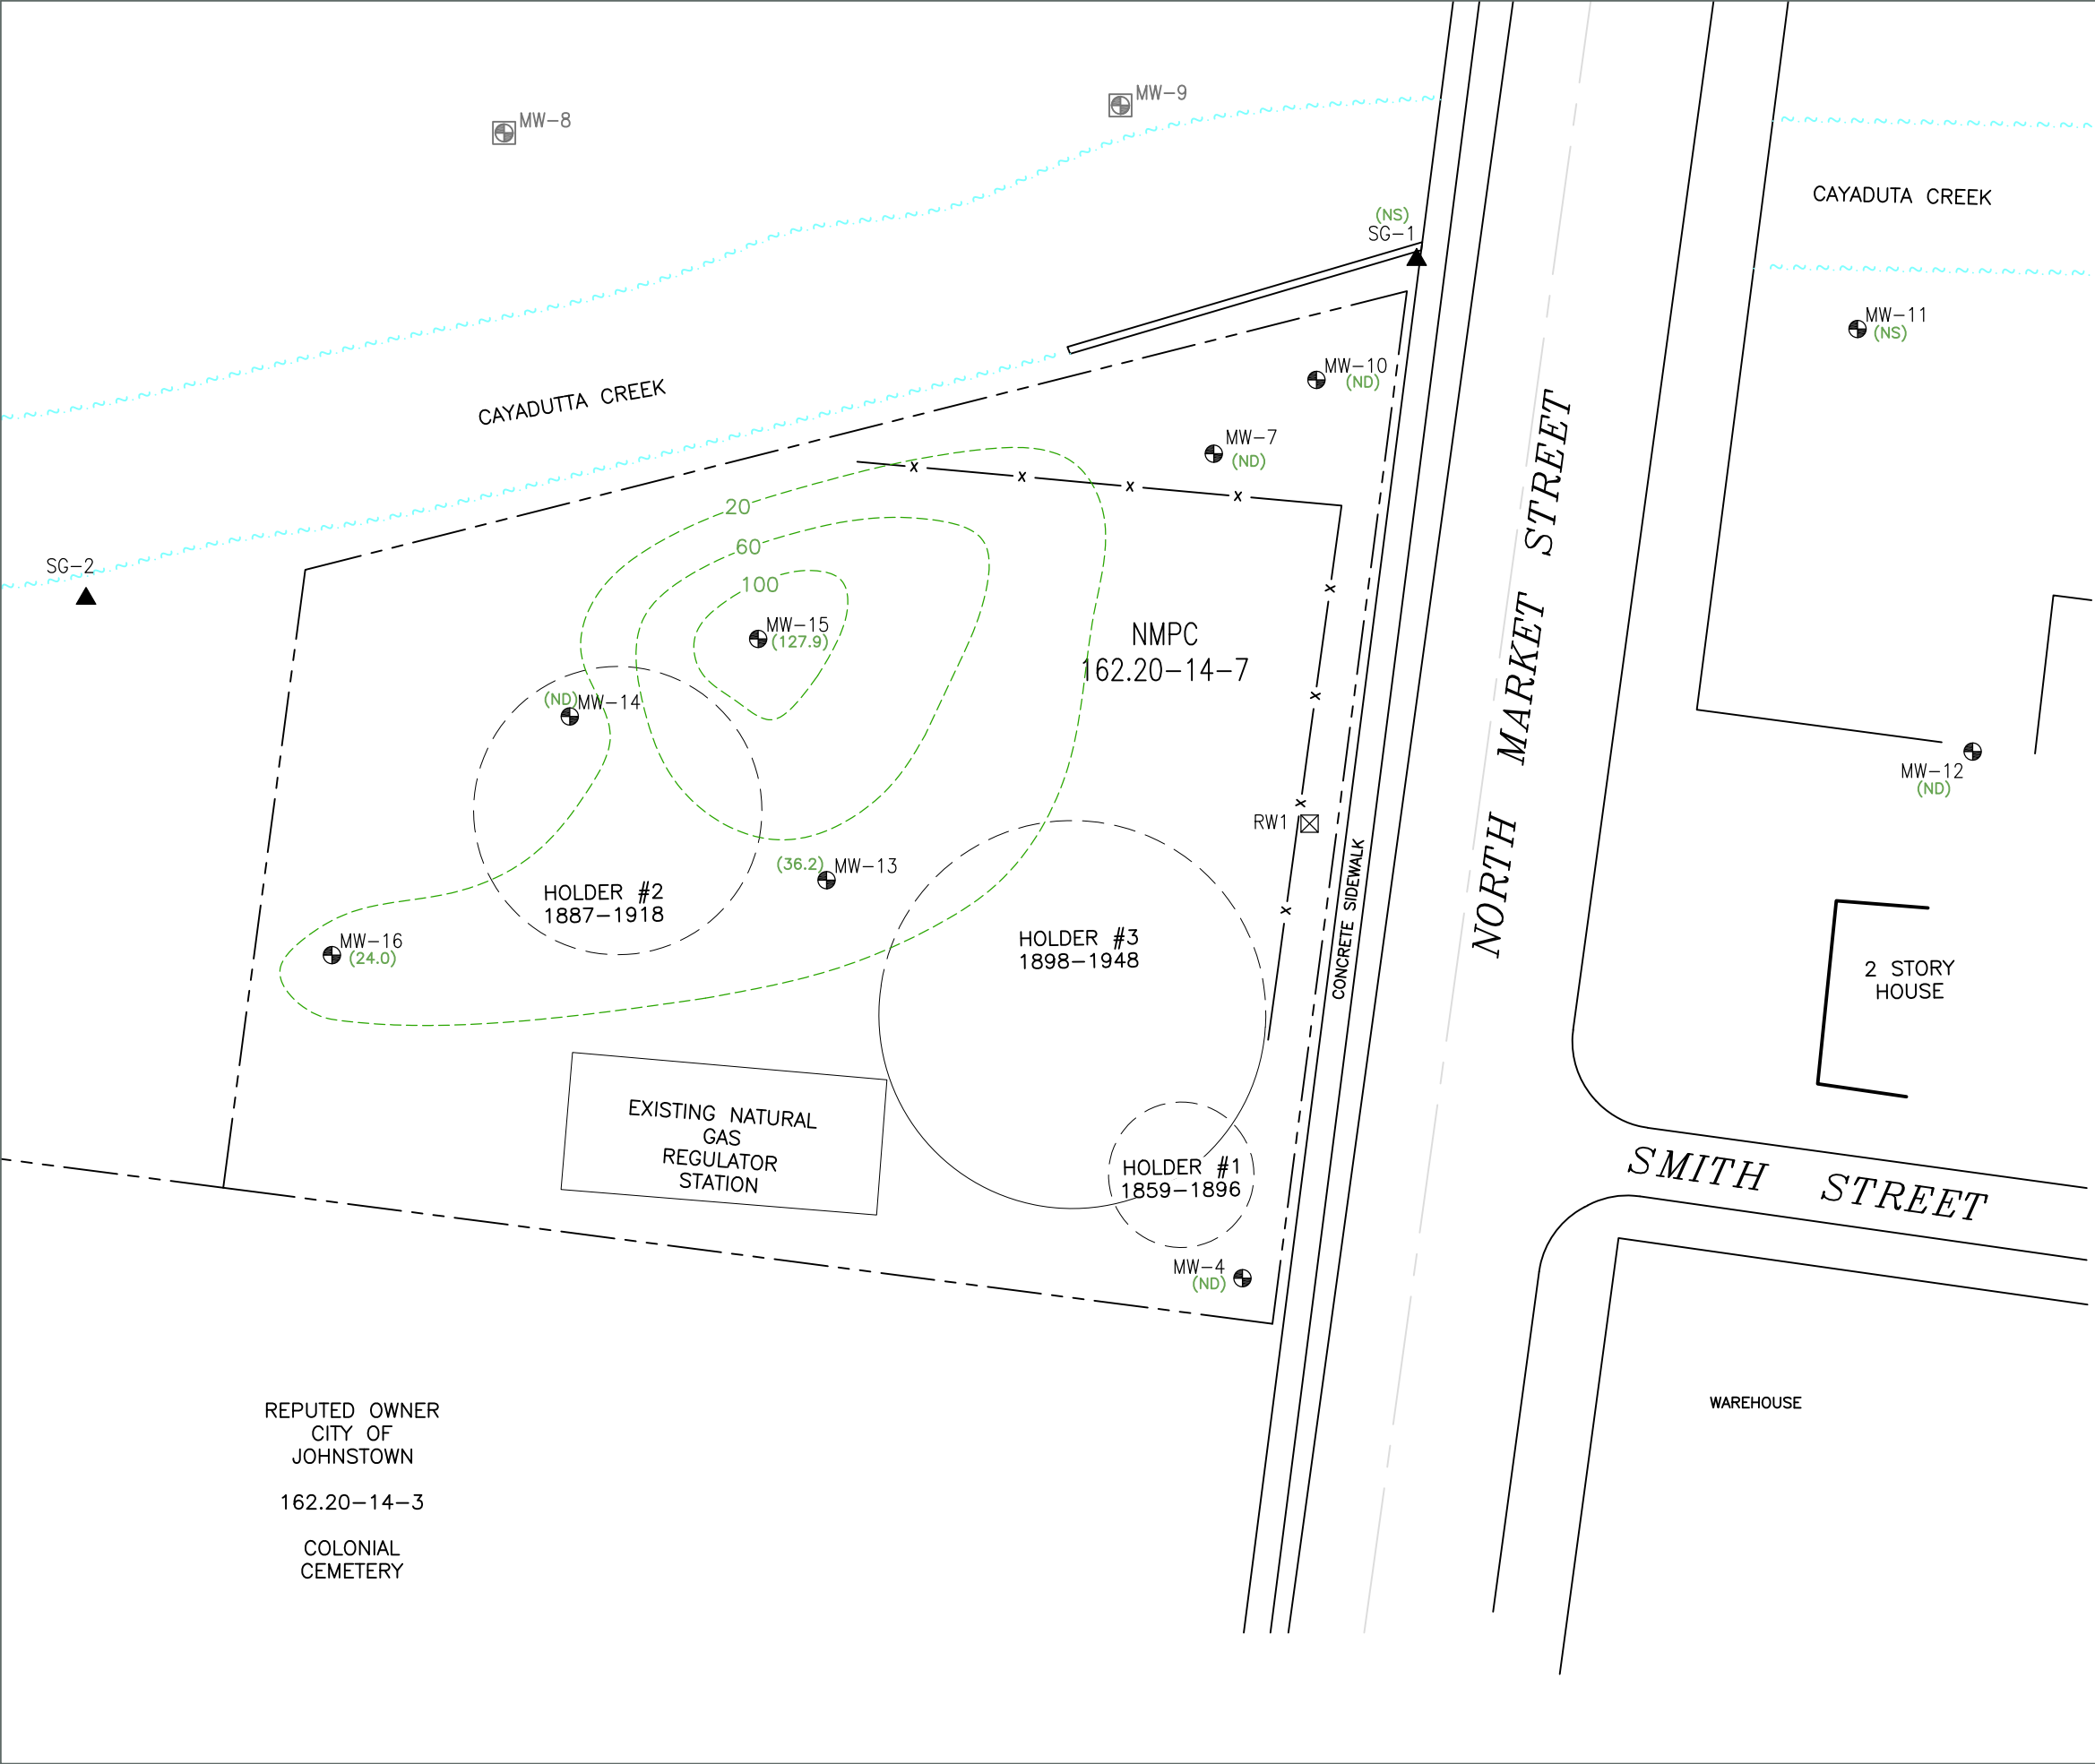 MW-9
MW-8
CAYADUTA CREEK
(NS)
SG-1
MW-11
(NS)
MW-10
(ND)
CAYADUTTA CREEK
MW-7
(ND)
20
60
SG-2
100
MW-15
(127.9)
NMPC
162.20-14-7
(ND)
MW-14
NORTH MARKET STREET
MW-12
(ND)
RW1
CONCRETE SIDEWALK
(36.2)
MW-13
HOLDER #2
1887-1918
MW-16
(24.0)
HOLDER #3
1898-1948
2 STORY
HOUSE
EXISTING NATURAL
GAS
REGULATOR
STATION
HOLDER #1
1859-1896
SMITH STREET
MW-4
(ND)
REPUTED OWNER
CITY OF
JOHNSTOWN
162.20-14-3
COLONIAL
CEMETERY
WAREHOUSE
x
x
x
x
x
x
x
x